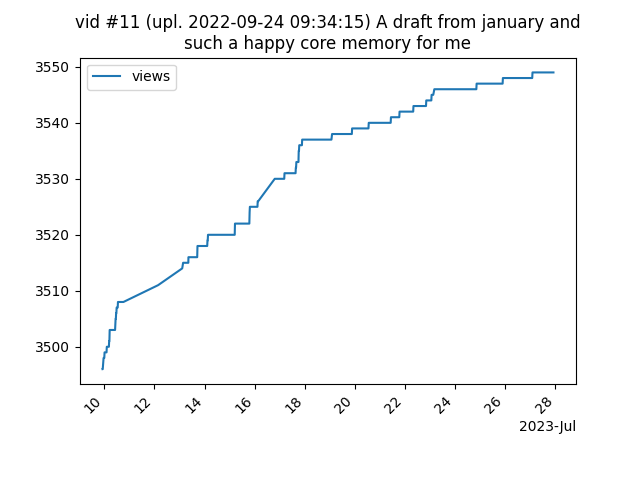 vid #11 (upl. 2022-09-24 09:34:15) A draft from january and
such a happy core memory for me
views
3550
3540
3530
3520
3510
3500
10 12 14 16 18 20 22 24 26 28
2023-Jul